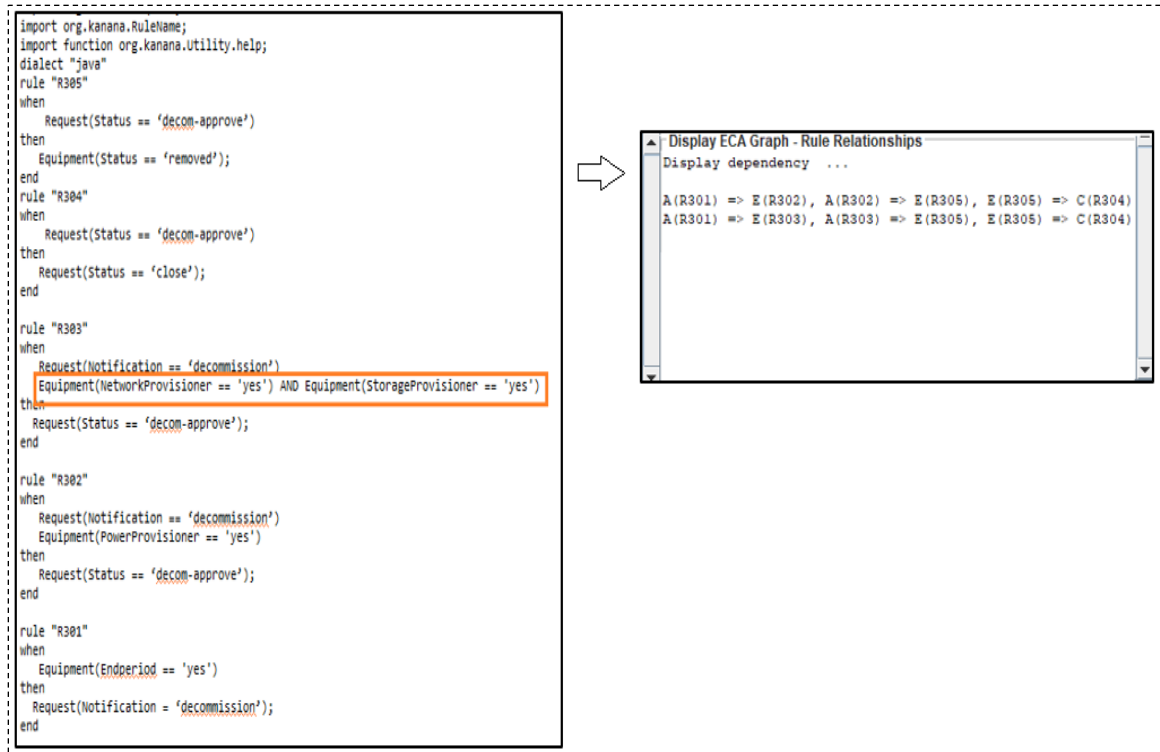 import org.kanana.RuleName;
import function org.kanana.Utility.help;
dialect "java"
rule "R305"
when
Request(Status == ‘decom-approve’)
then
Equipment(Status == ‘removed’);
end
rule "R304"
when
Request(Status == ‘decom-approve’)
then
Request(Status == ‘close’);
end
rule "R303"
when
Request(Notification == ‘decommission’)
Equipment(NetworkProvisioner == 'yes') AND Equipment(StorageProvisioner == 'yes')
then
Request(Status == ‘decom-approve’);
end
rule "R302"
when
Request(Notification == ‘decommission’)
Equipment(PowerProvisioner == 'yes')
then
Request(Status == ‘decom-approve’);
end
rule "R301"
when
Equipment(Endperiod == 'yes')
then
Request(Notification = ‘decommission’);
end
Display ECA Graph - Rule Relationships
Display dependency ...
A(R301) => E(R302), A(R302) => E(R305), E(R305) => C(R304)
A(R301) => E(R303), A(R303) => E(R305), E(R305) => C(R304)